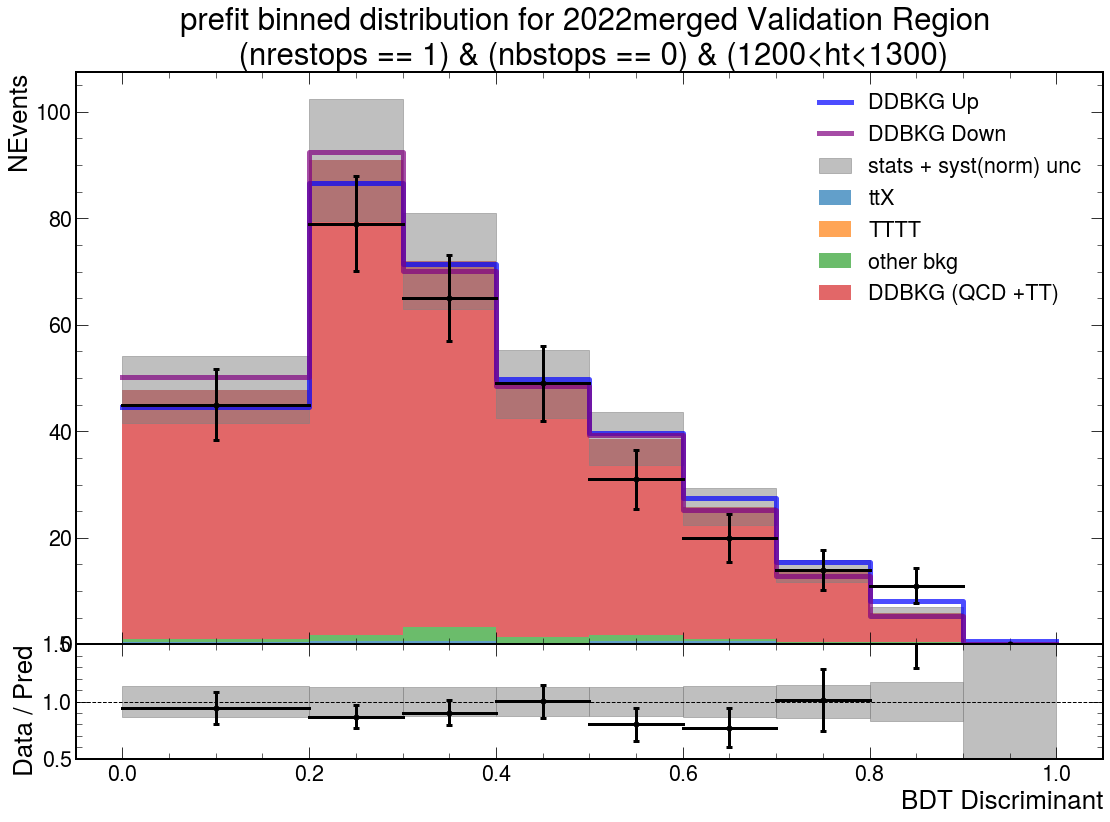 prefit binned distribution for 2022merged Validation Region
(nrestops == 1) & (nbstops == 0) & (1200<ht<1300)
NEvents
100
80
60
40
20
0
DDBKG Up
DDBKG Down
stats + syst(norm) unc
ttX
TTTT
other bkg
DDBKG (QCD +TT)
Data / Pred
1.5
1.0
0.5
0.0
0.2
0.4
0.6
0.8
1.0
BDT Discriminant